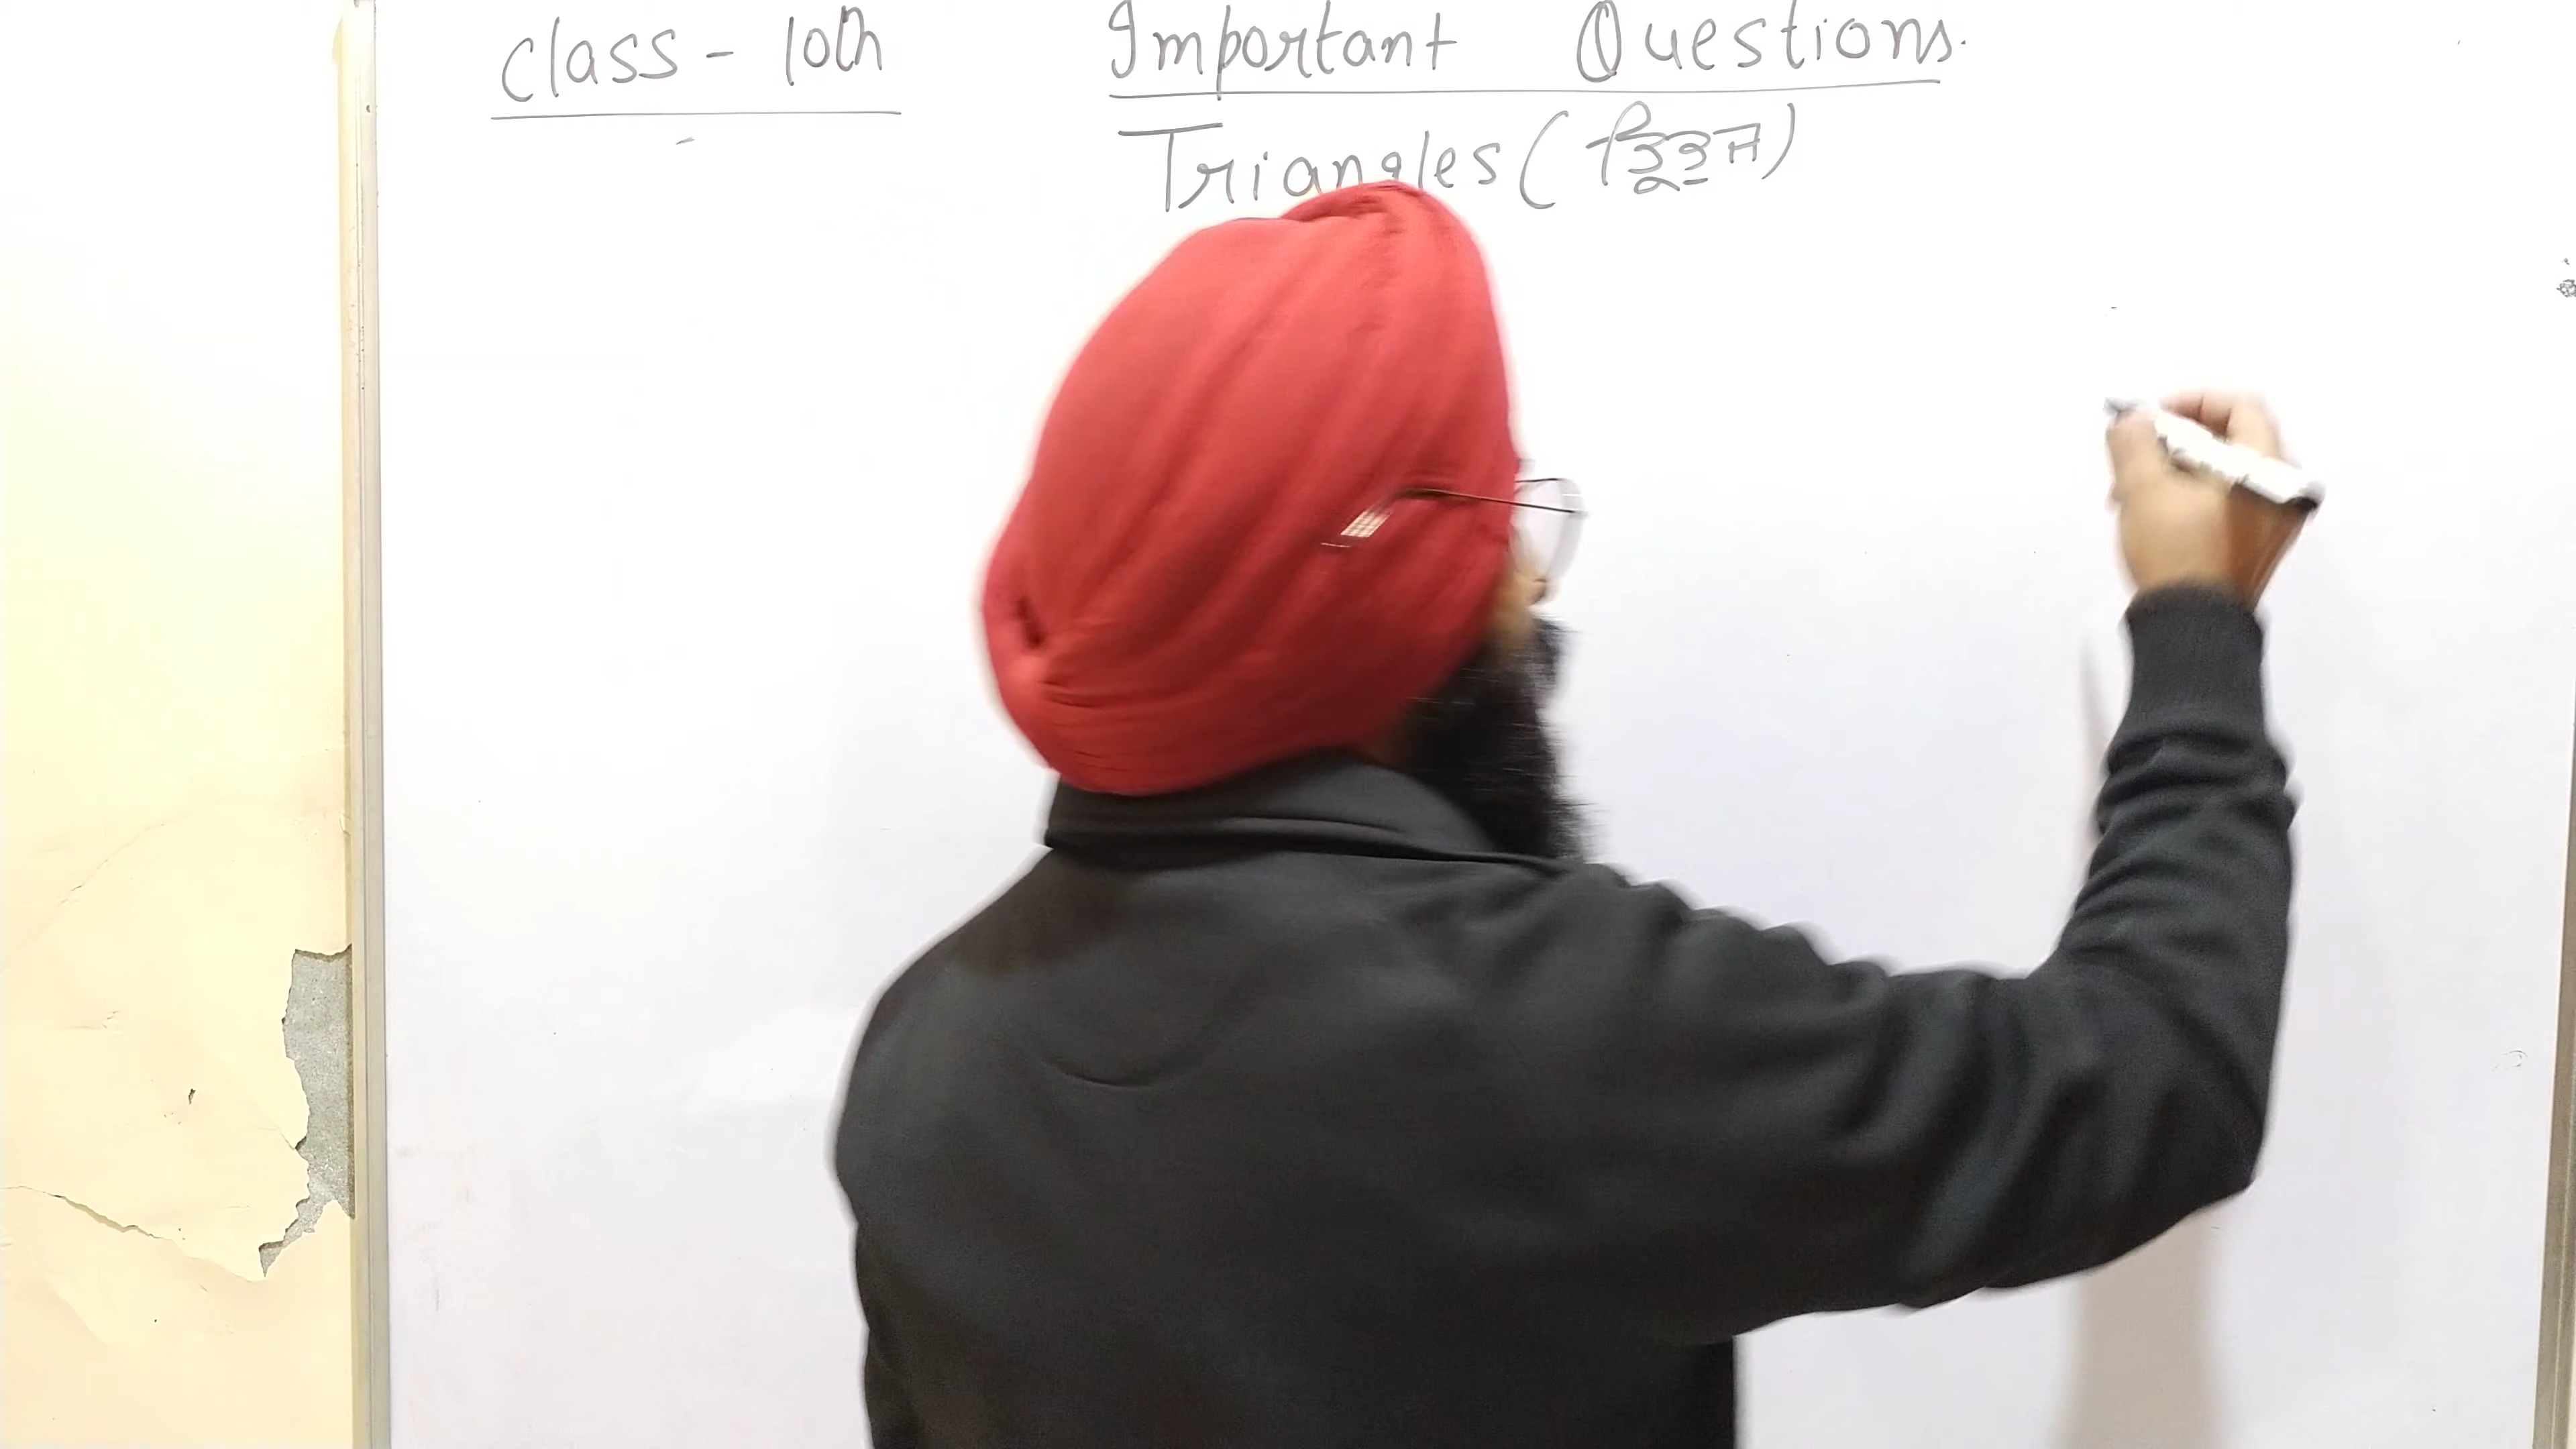 Class - 10th Important Questions.
Triangles (ਤ੍ਰਿਭੁਜ)